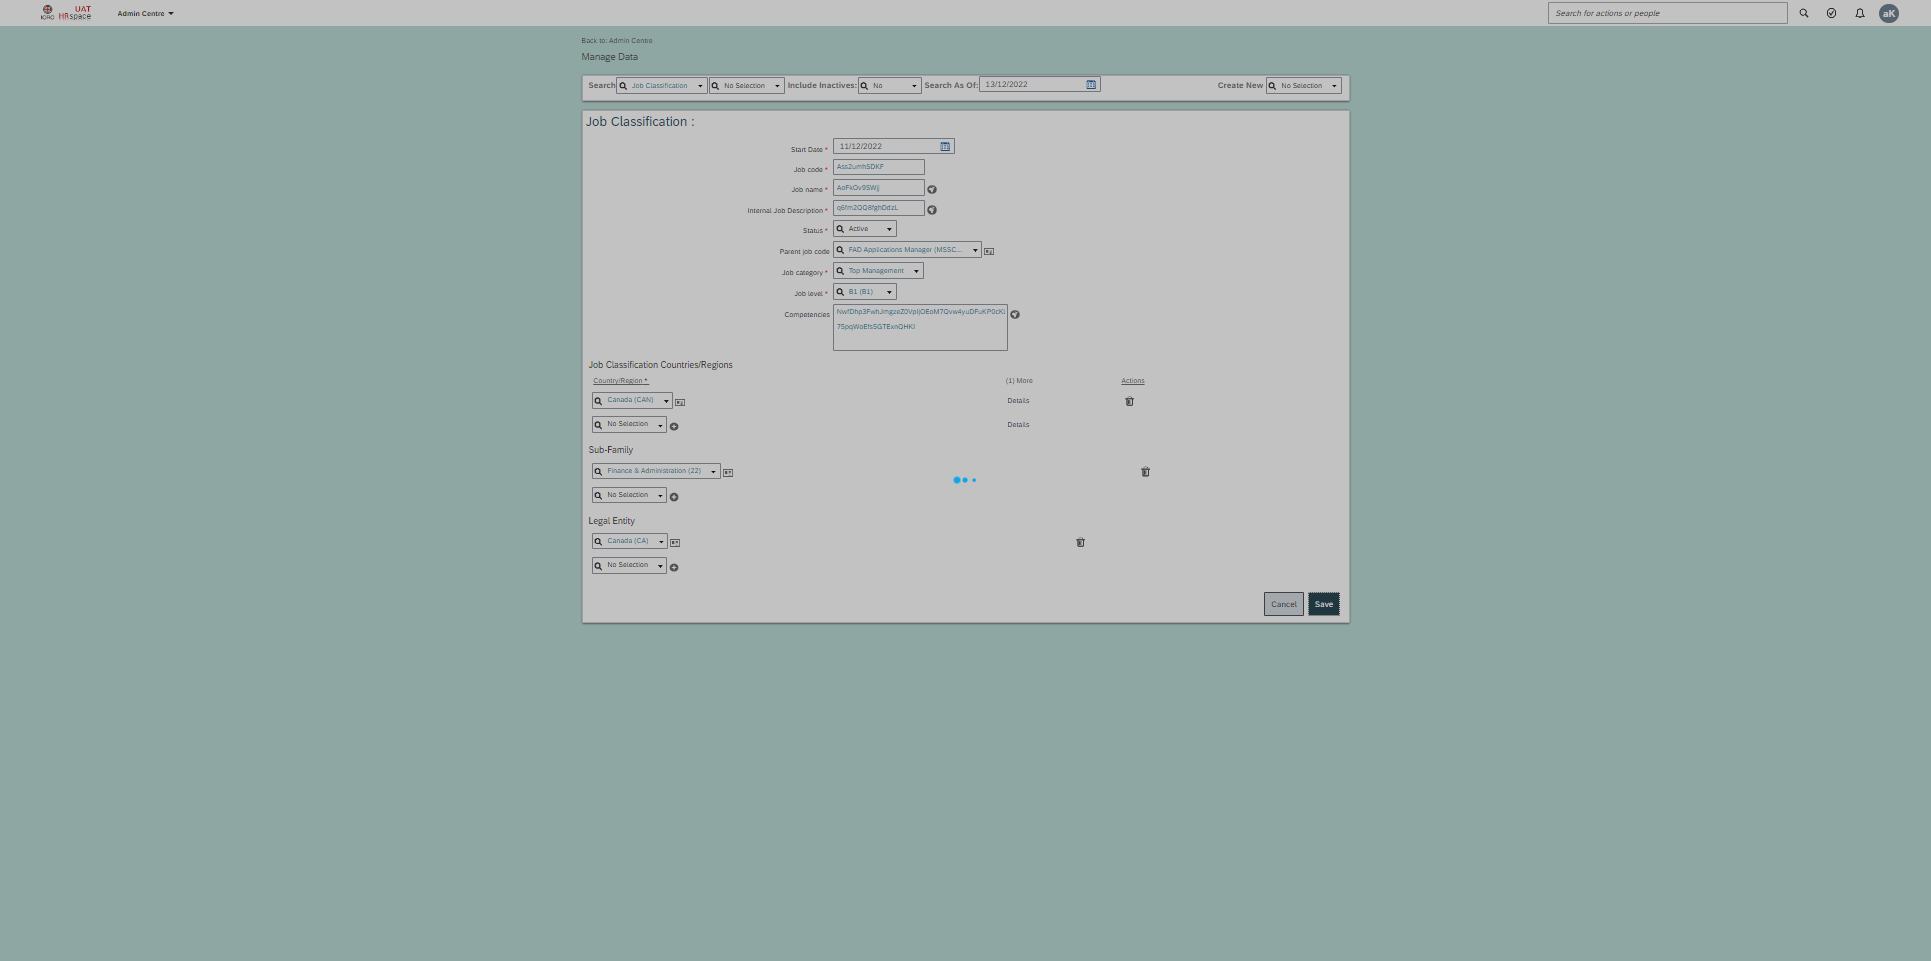 ICRC UAT HRspace Admin Centre Search for actions or people aK
Back to: Admin Centre
Manage Data
Search Job Classification No Selection Include Inactives: No Search As Of: 13/12/2022 Create New No Selection
Job Classification :
Start Date * 11/12/2022
Job code *
Job name *
Internal Job Description *
Status * Active
Parent job code FAD Applications Manager (MSSC...
Job category * Top Management
Job level * B1 (B1)
Competencies
Job Classification Countries/Regions
Country/Region * (1) More Actions
Canada (CAN) Details
No Selection Details
Sub-Family
Finance & Administration (22)
No Selection
Legal Entity
Canada (CA)
No Selection
Cancel Save